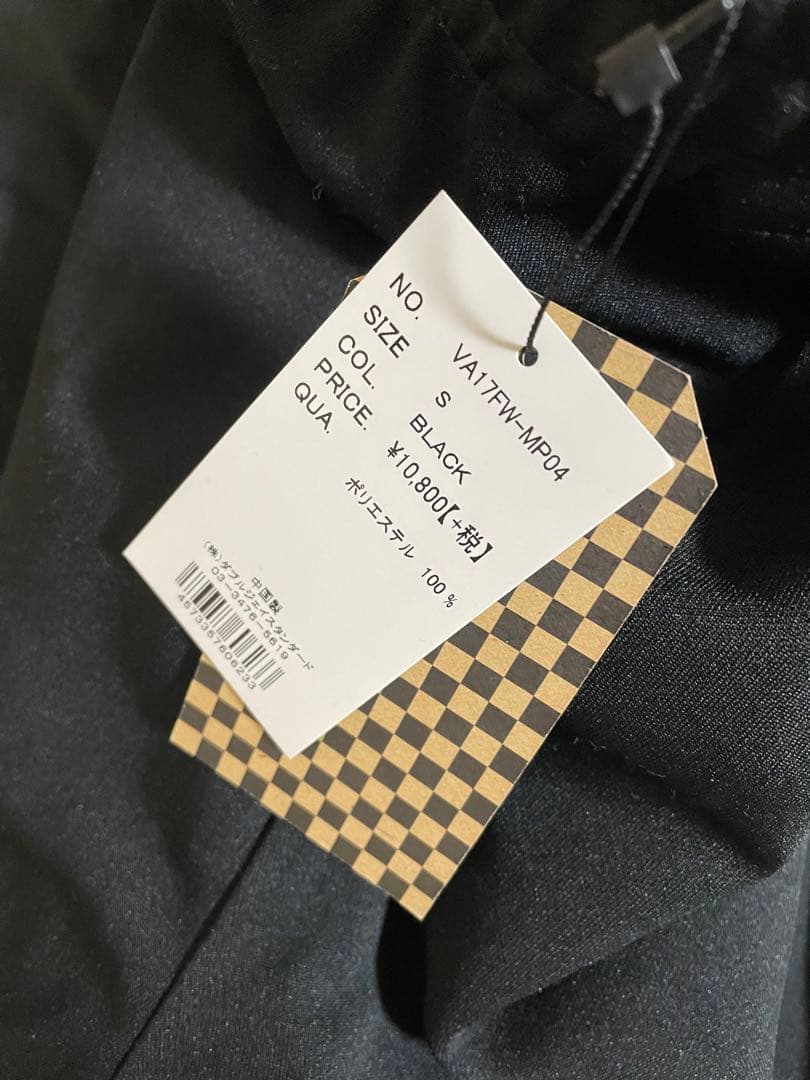 NO. VA17FW-MP04
SIZE S
COL. BLACK
PRICE. ¥10,800【+税】
QUA. ポリエステル 100%
中国製
(株)ダブルジェイスタンダード
03-3476-5619
4573357606233